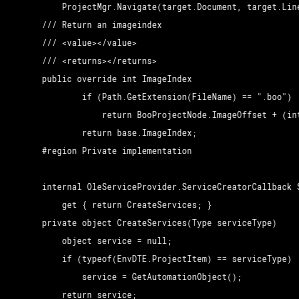 ProjectMgr.Navigate(target.Document, target.Line
/// Return an imageindex
/// <value></value>
/// <returns></returns>
public override int ImageIndex
if (Path.GetExtension(FileName) == ".boo")
return BooProjectNode.ImageOffset + (int
return base.ImageIndex;
#region Private implementation
internal OleServiceProvider.ServiceCreatorCallback S
get { return CreateServices; }
private object CreateServices(Type serviceType)
object service = null;
if (typeof(EnvDTE.ProjectItem) == serviceType)
service = GetAutomationObject();
return service;